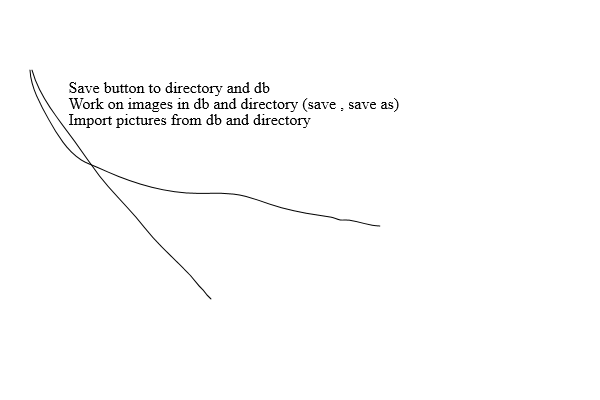 Save button to directory and db
Work on images in db and directory (save , save as)
Import pictures from db and directory